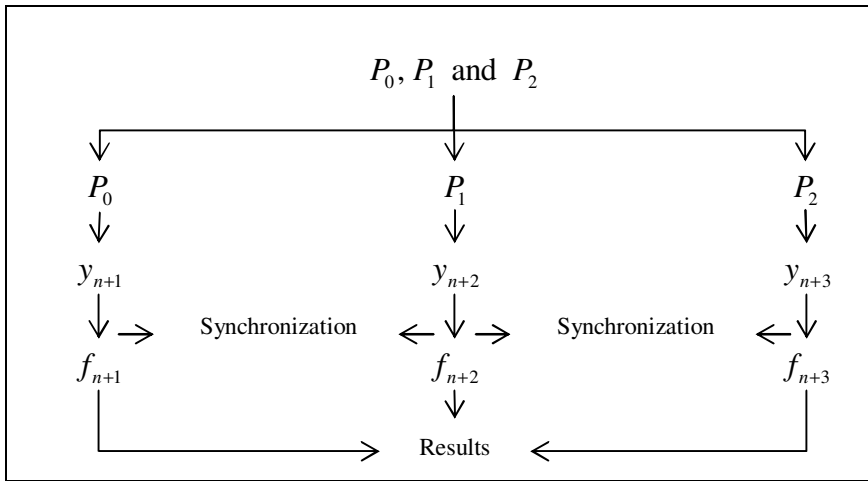 P₀, P₁ and P₂
P₀ P₁ P₂
yₙ₊₁ yₙ₊₂ yₙ₊₃
Synchronization Synchronization
fₙ₊₁ fₙ₊₂ fₙ₊₃
Results